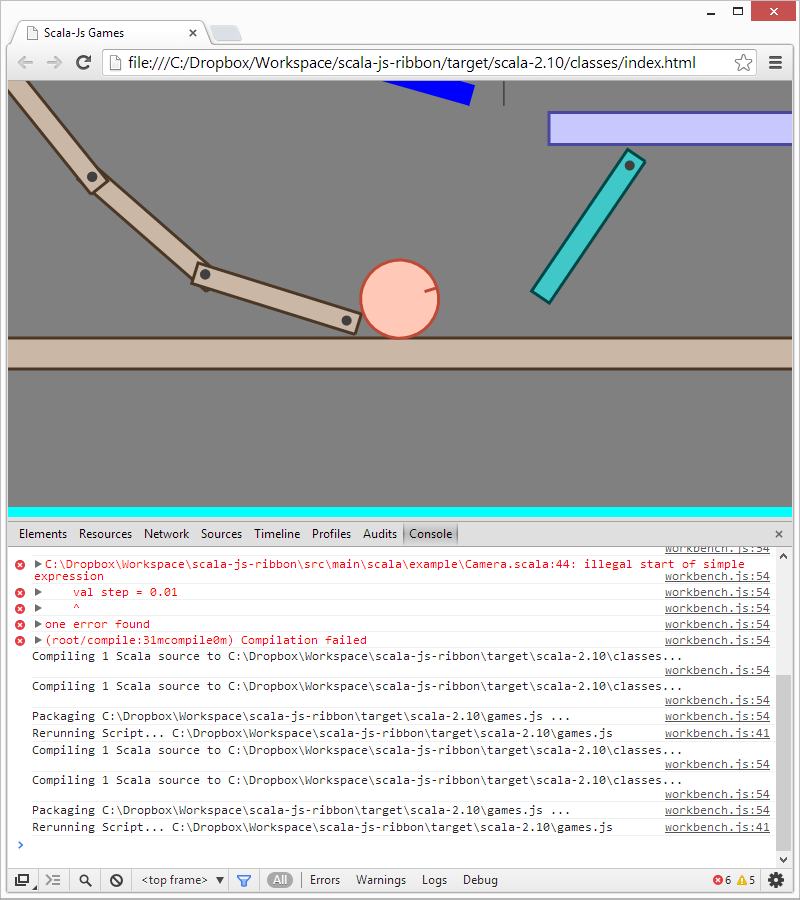 Scala-Js Games
file:///C:/Dropbox/Workspace/scala-js-ribbon/target/scala-2.10/classes/index.html
Elements Resources Network Sources Timeline Profiles Audits Console
workbench.js:54
C:\Dropbox\Workspace\scala-js-ribbon\src\main\scala\example\Camera.scala:44: illegal start of simple
expression workbench.js:54
val step = 0.01 workbench.js:54
^ workbench.js:54
one error found workbench.js:54
(root/compile:31mcompile0m) Compilation failed workbench.js:54
Compiling 1 Scala source to C:\Dropbox\Workspace\scala-js-ribbon\target\scala-2.10\classes...
workbench.js:54
Compiling 1 Scala source to C:\Dropbox\Workspace\scala-js-ribbon\target\scala-2.10\classes...
workbench.js:54
Packaging C:\Dropbox\Workspace\scala-js-ribbon\target\scala-2.10\games.js ... workbench.js:54
Rerunning Script... C:\Dropbox\Workspace\scala-js-ribbon\target\scala-2.10\games.js workbench.js:41
Compiling 1 Scala source to C:\Dropbox\Workspace\scala-js-ribbon\target\scala-2.10\classes...
workbench.js:54
Compiling 1 Scala source to C:\Dropbox\Workspace\scala-js-ribbon\target\scala-2.10\classes...
workbench.js:54
Packaging C:\Dropbox\Workspace\scala-js-ribbon\target\scala-2.10\games.js ... workbench.js:54
Rerunning Script... C:\Dropbox\Workspace\scala-js-ribbon\target\scala-2.10\games.js workbench.js:41
<top frame> All Errors Warnings Logs Debug 6 5